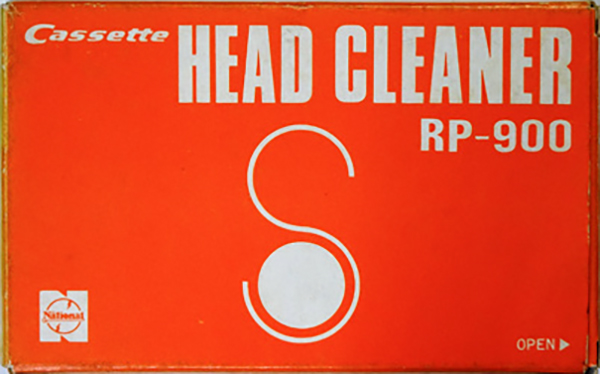 Cassette
HEAD CLEANER
RP-900
National
OPEN ▶